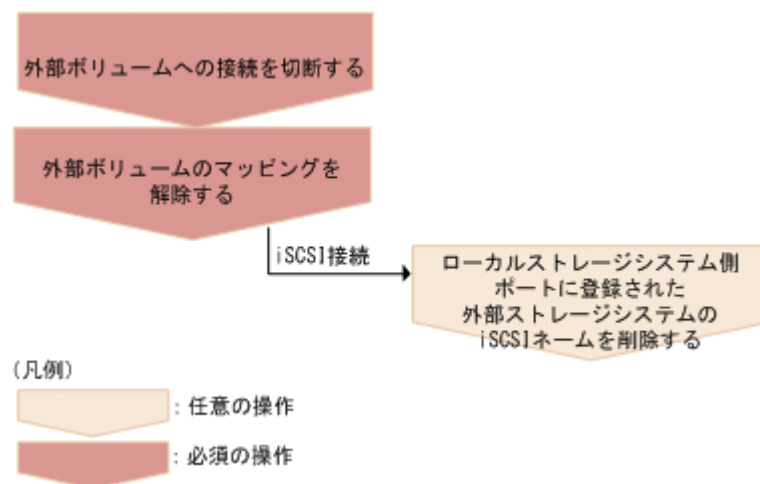 外部ボリュームへの接続を切断する
外部ボリュームのマッピングを
解除する
iSCSI接続
ローカルストレージシステム側
ポートに登録された
外部ストレージシステムの
iSCSIネームを削除する
(凡例)
：任意の操作
：必須の操作